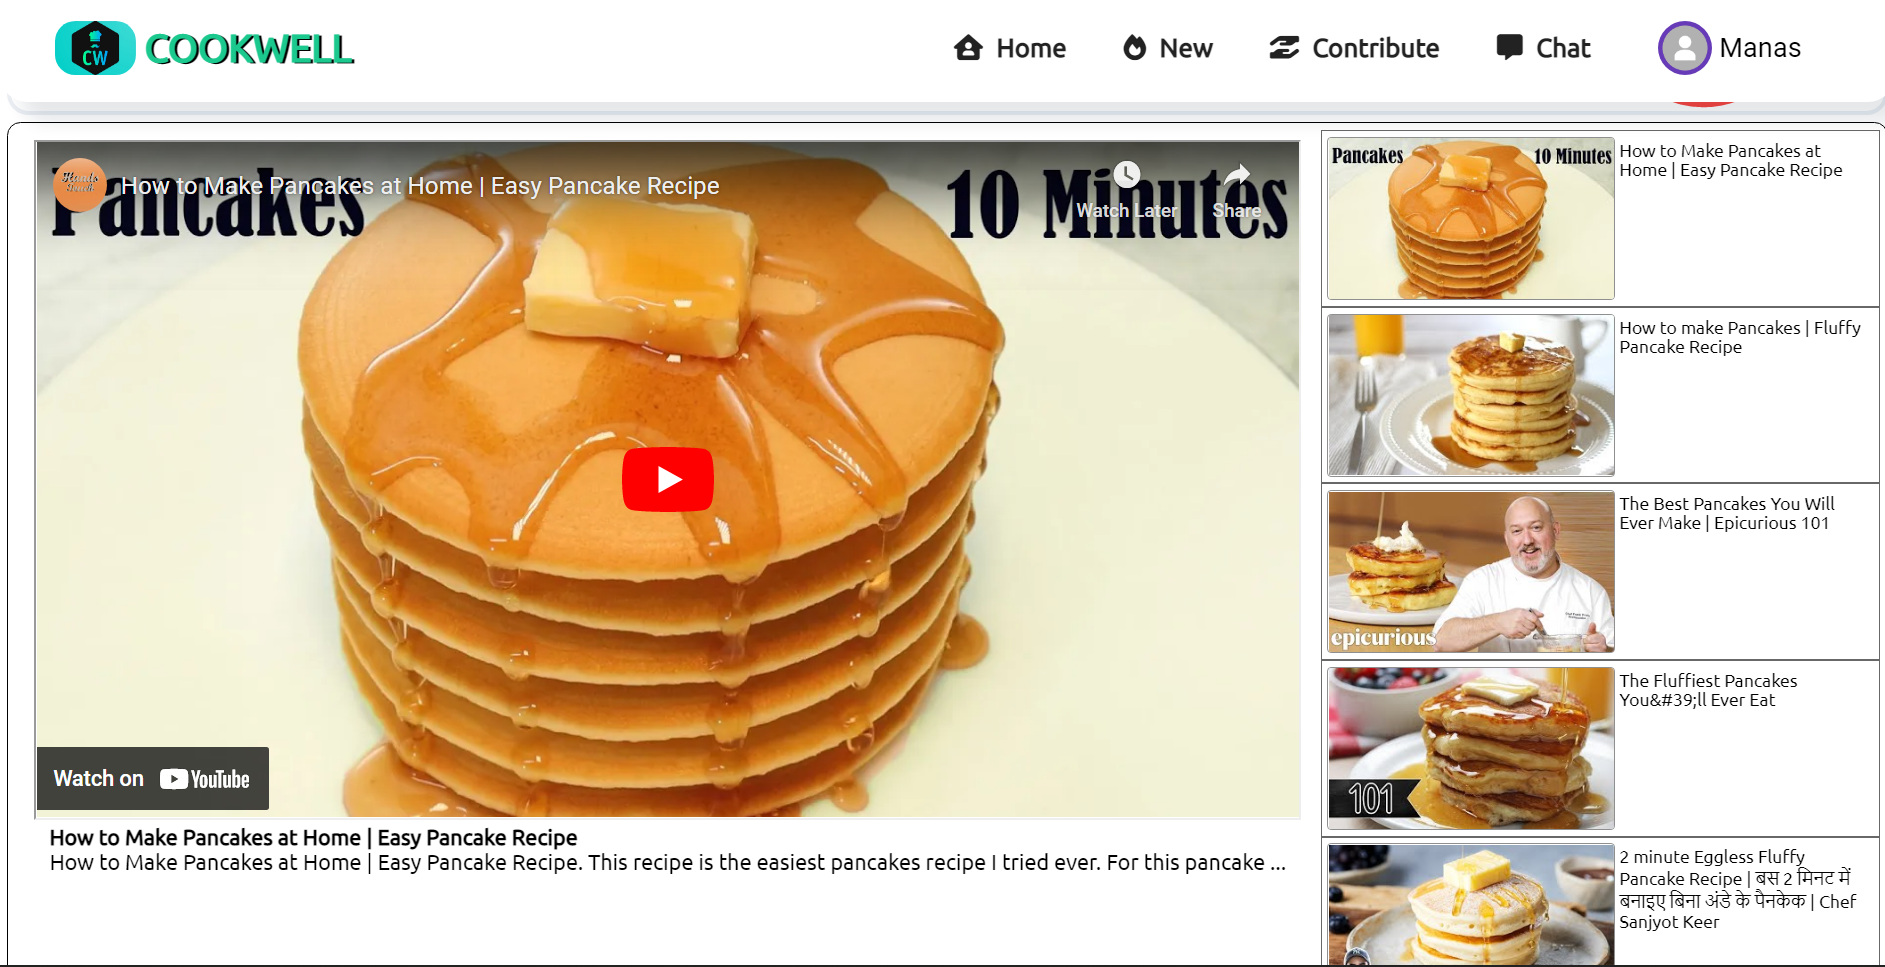 CW
COOKWELL
Home
New
Contribute
Chat
Manas
Pancakes
10 Minutes
How to Make Pancakes at Home | Easy Pancake Recipe
Watch Later
Share
Watch on YouTube
How to Make Pancakes at Home | Easy Pancake Recipe
How to Make Pancakes at Home | Easy Pancake Recipe. This recipe is the easiest pancakes recipe I tried ever. For this pancake ...
Pancakes
10 Minutes
How to Make Pancakes at
Home | Easy Pancake Recipe
How to make Pancakes | Fluffy
Pancake Recipe
epicurious
The Best Pancakes You Will
Ever Make | Epicurious 101
101
The Fluffiest Pancakes
You&#39;ll Ever Eat
2 minute Eggless Fluffy
Pancake Recipe | बस 2 मिनट में
बनाइए बिना अंडे के पैनकेक | Chef
Sanjyot Keer